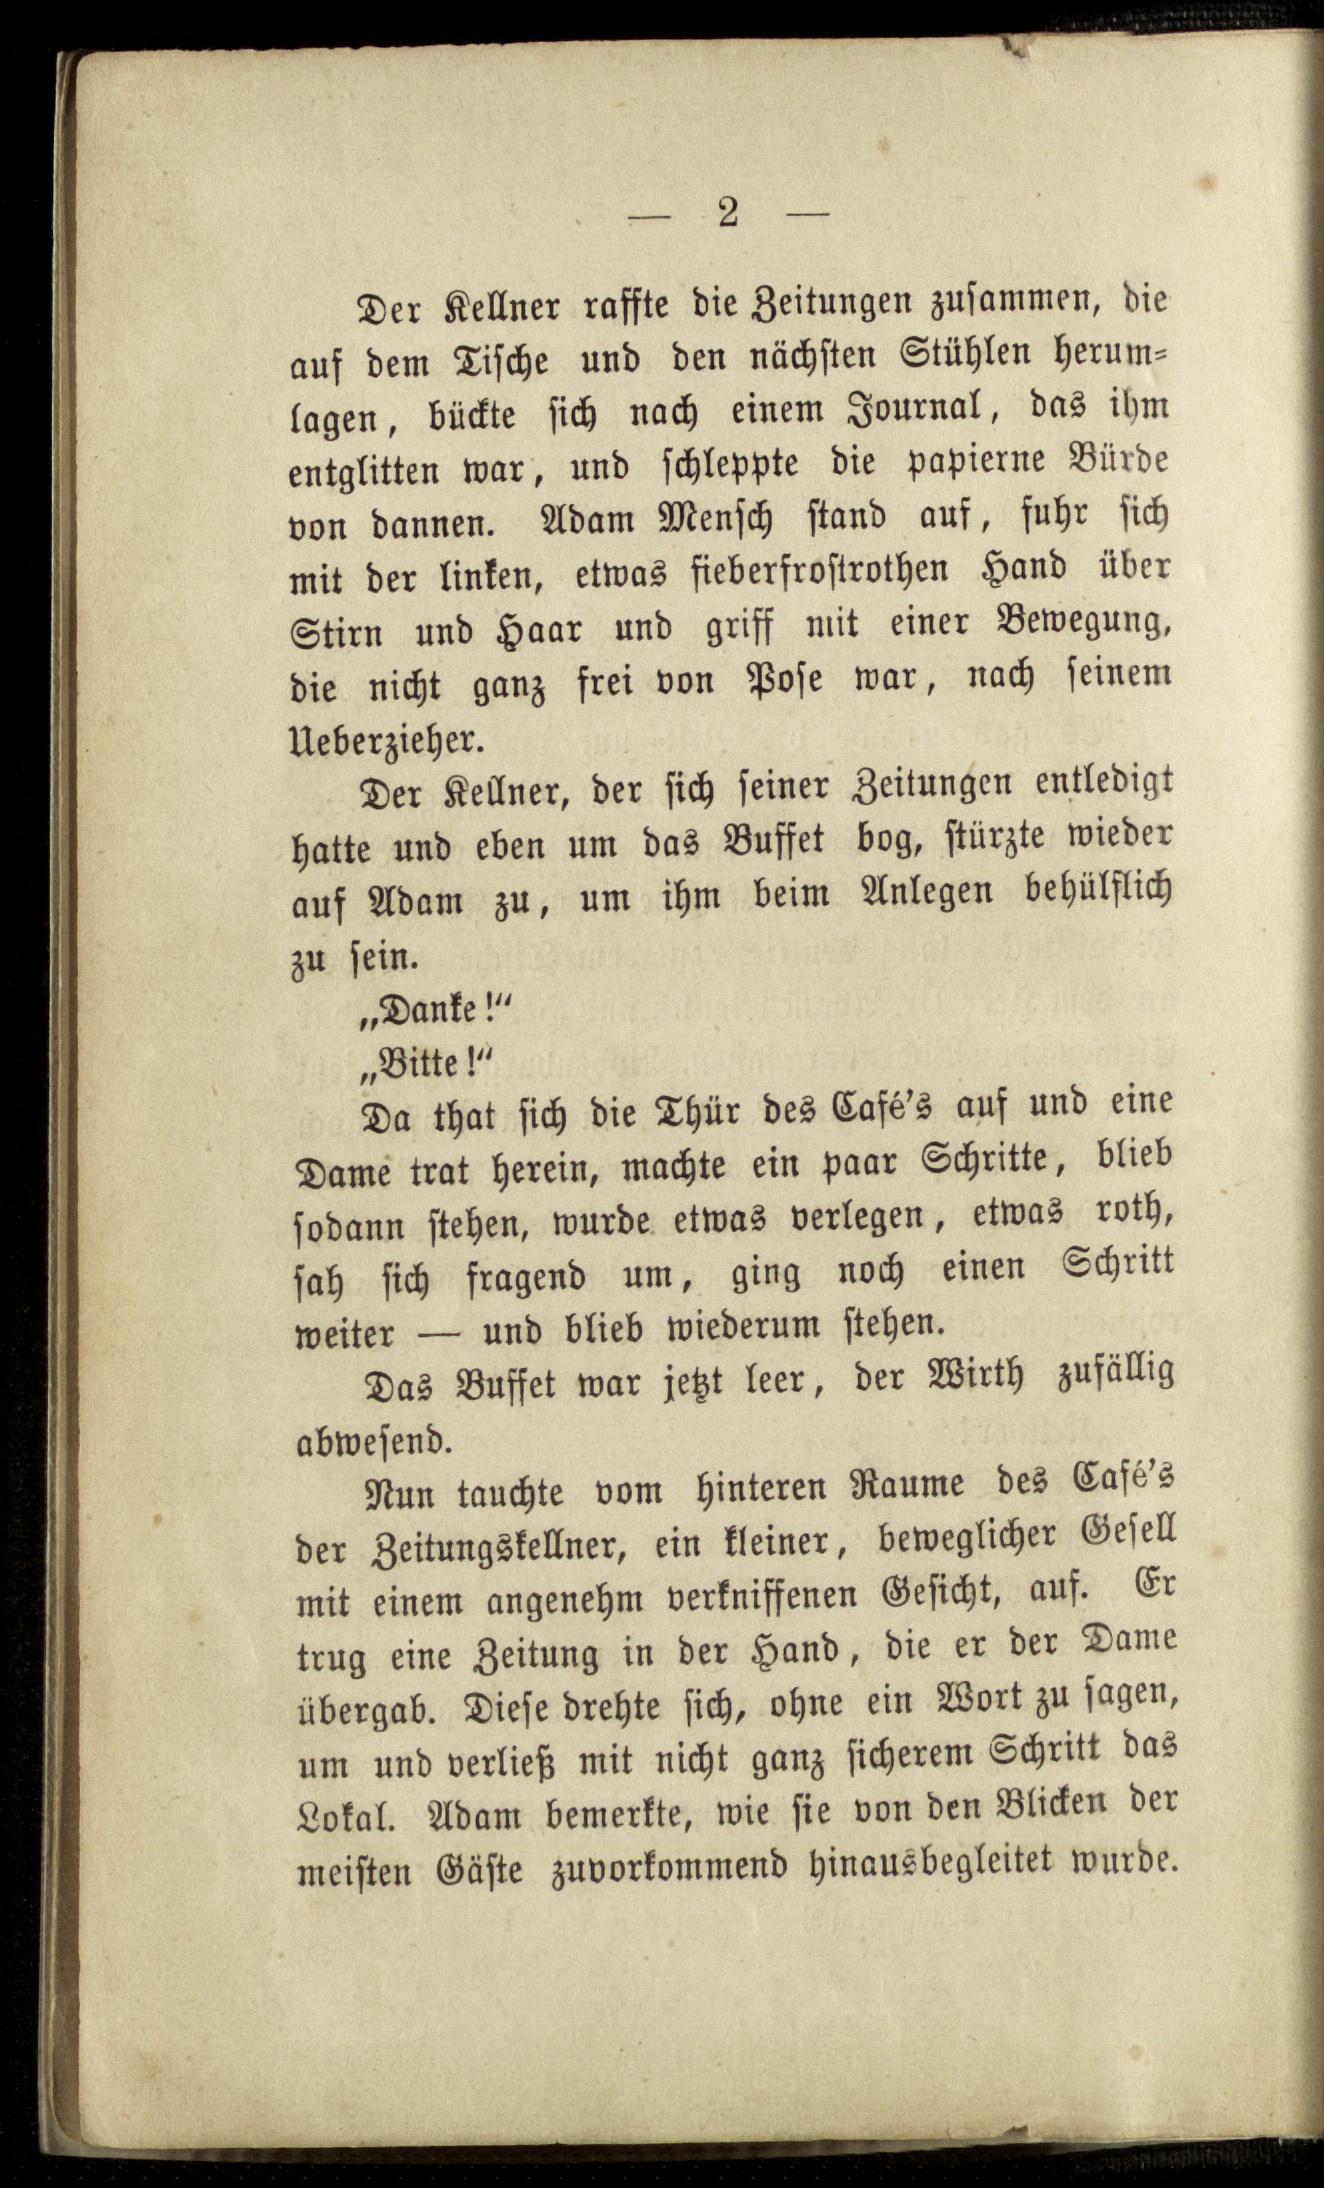 — 2 —
Der Kellner raffte die Zeitungen zusammen, die
auf dem Tische und den nächsten Stühlen herum-
lagen, bückte sich nach einem Journal, das ihm
entglitten war, und schleppte die papierne Bürde
von dannen. Adam Mensch stand auf, fuhr sich
mit der linken, etwas fieberfrostrothen Hand über
Stirn und Haar und griff mit einer Bewegung,
die nicht ganz frei von Pose war, nach seinem
Ueberzieher.
Der Kellner, der sich seiner Zeitungen entledigt
hatte und eben um das Buffet bog, stürzte wieder
auf Adam zu, um ihm beim Anlegen behülflich
zu sein.
„Danke!“
„Bitte!“
Da that sich die Thür des Café's auf und eine
Dame trat herein, machte ein paar Schritte, blieb
sodann stehen, wurde etwas verlegen, etwas roth,
sah sich fragend um, ging noch einen Schritt
weiter — und blieb wiederum stehen.
Das Buffet war jetzt leer, der Wirth zufällig
abwesend.
Nun tauchte vom hinteren Raume des Café's
der Zeitungskellner, ein kleiner, beweglicher Gesell
mit einem angenehm verkniffenen Gesicht, auf. Er
trug eine Zeitung in der Hand, die er der Dame
übergab. Diese drehte sich, ohne ein Wort zu sagen,
um und verließ mit nicht ganz sicherem Schritt das
Lokal. Adam bemerkte, wie sie von den Blicken der
meisten Gäste zuvorkommend hinausbegleitet wurde.